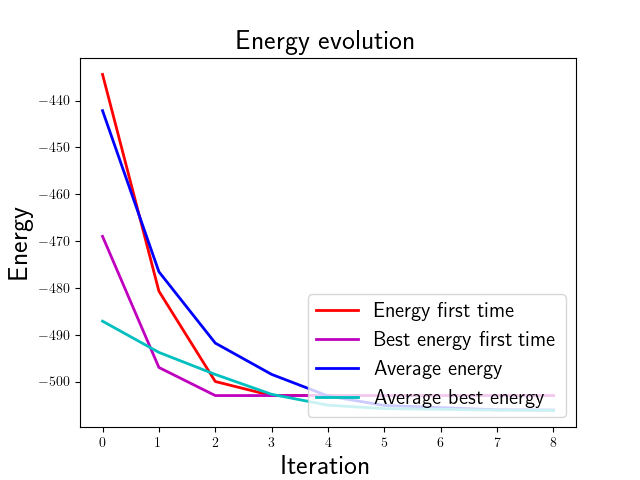 Energy evolution
Energy
−440
−450
−460
−470
−480
−490
−500
Energy first time
Best energy first time
Average energy
Average best energy
0 1 2 3 4 5 6 7 8
Iteration